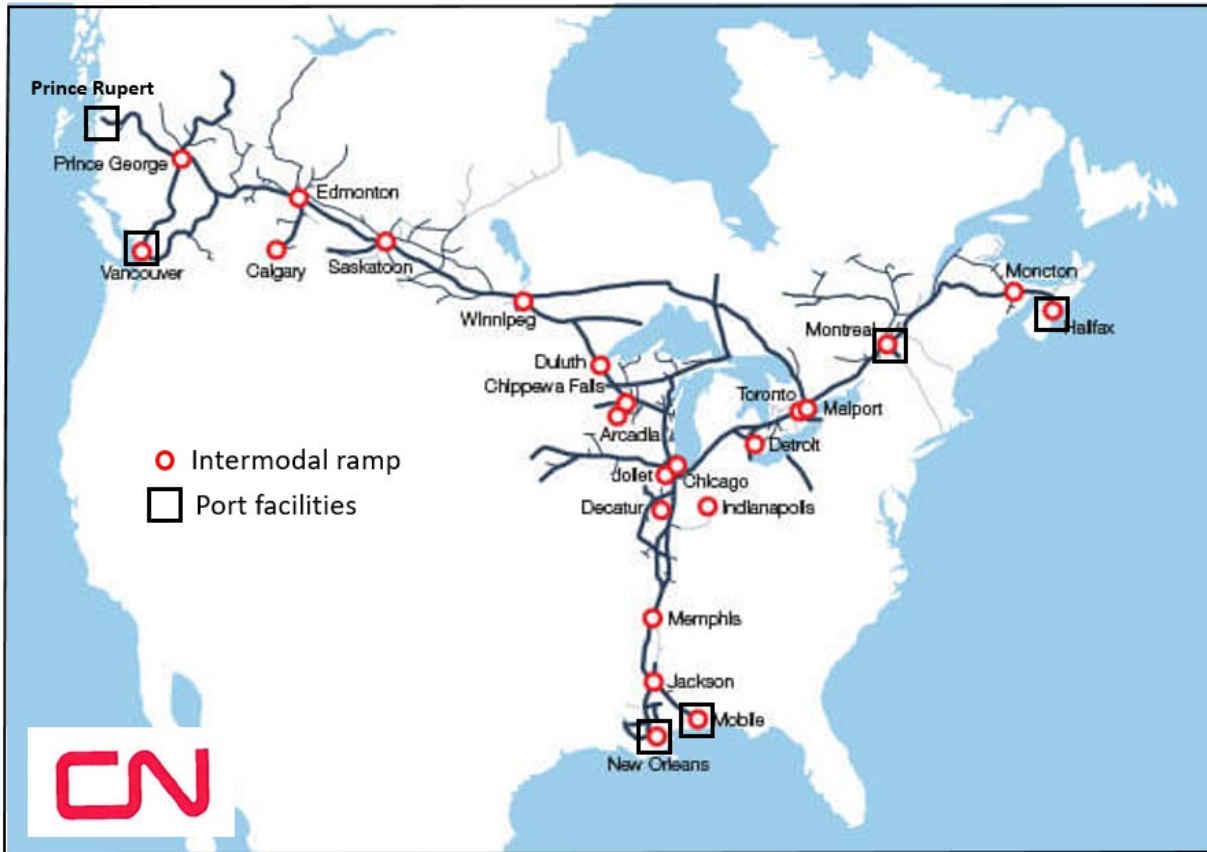 Prince Rupert
Prince George
Edmonton
Vancouver
Calgary
Saskatoon
Winnipeg
Moncton
Halifax
Montreal
Duluth
Chippewa Falls
Arcadia
Toronto
Malport
Detroit
Joliet
Chicago
Decatur
Indianapolis
Intermodal ramp
Port facilities
Memphis
Jackson
Mobile
New Orleans
CN